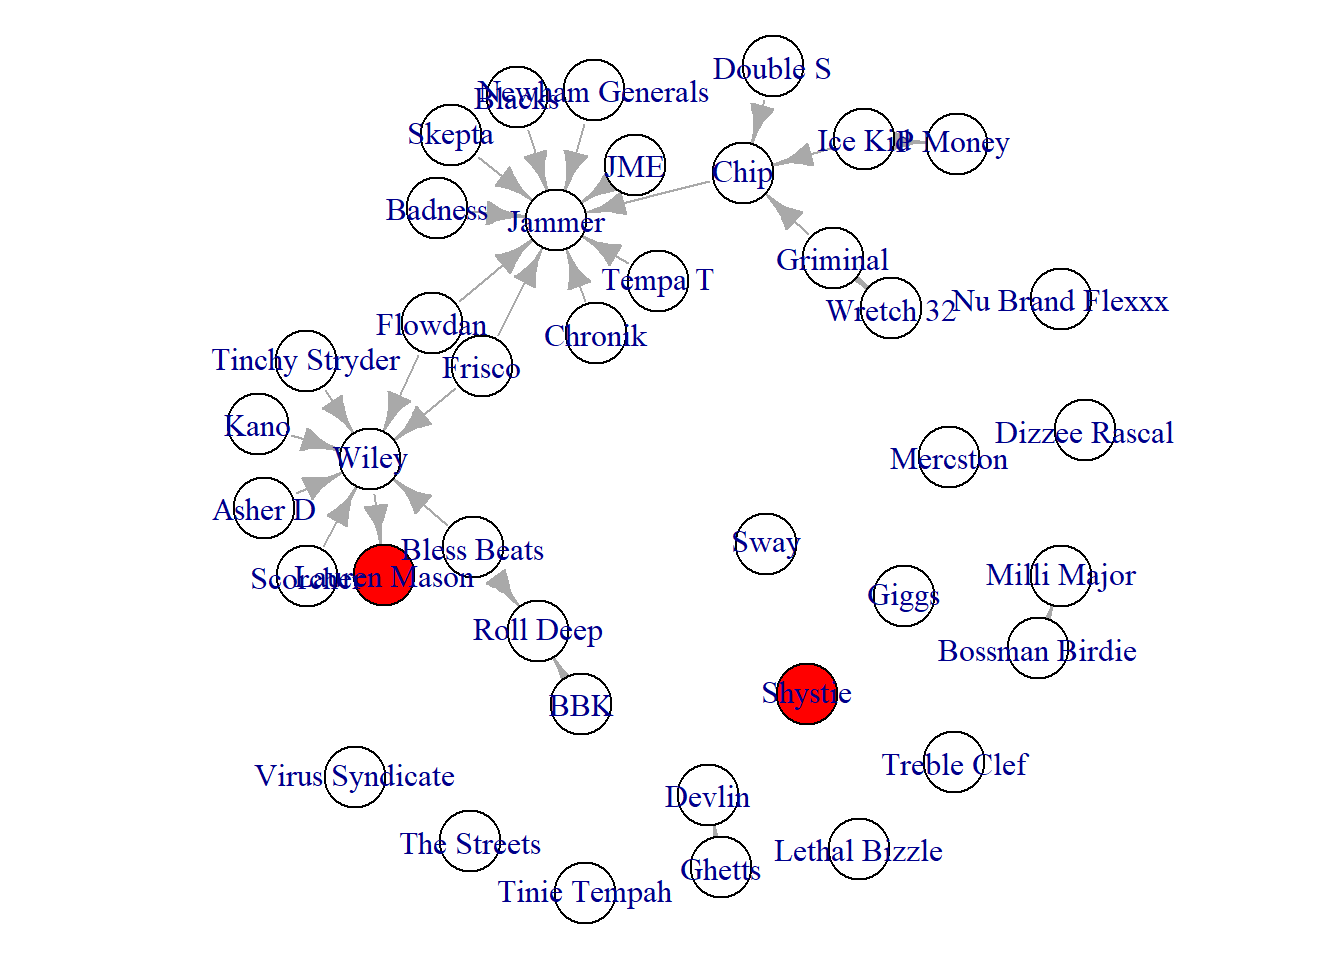 Double S
Newham Generals
Blacks
Skepta
Ice Kid
P Money
JME
Chip
Badness
Jammer
Griminal
Tempa T
Nu Brand Flexxx
Wretch 32
Flowdan
Chronik
Tinchy Stryder
Frisco
Kano
Dizzee Rascal
Wiley
Mercston
Asher D
Sway
Bless Beats
Scorcher
Lauren Mason
Milli Major
Giggs
Roll Deep
Bossman Birdie
Shystie
BBK
Treble Clef
Virus Syndicate
Devlin
The Streets
Lethal Bizzle
Ghetts
Tinie Tempah